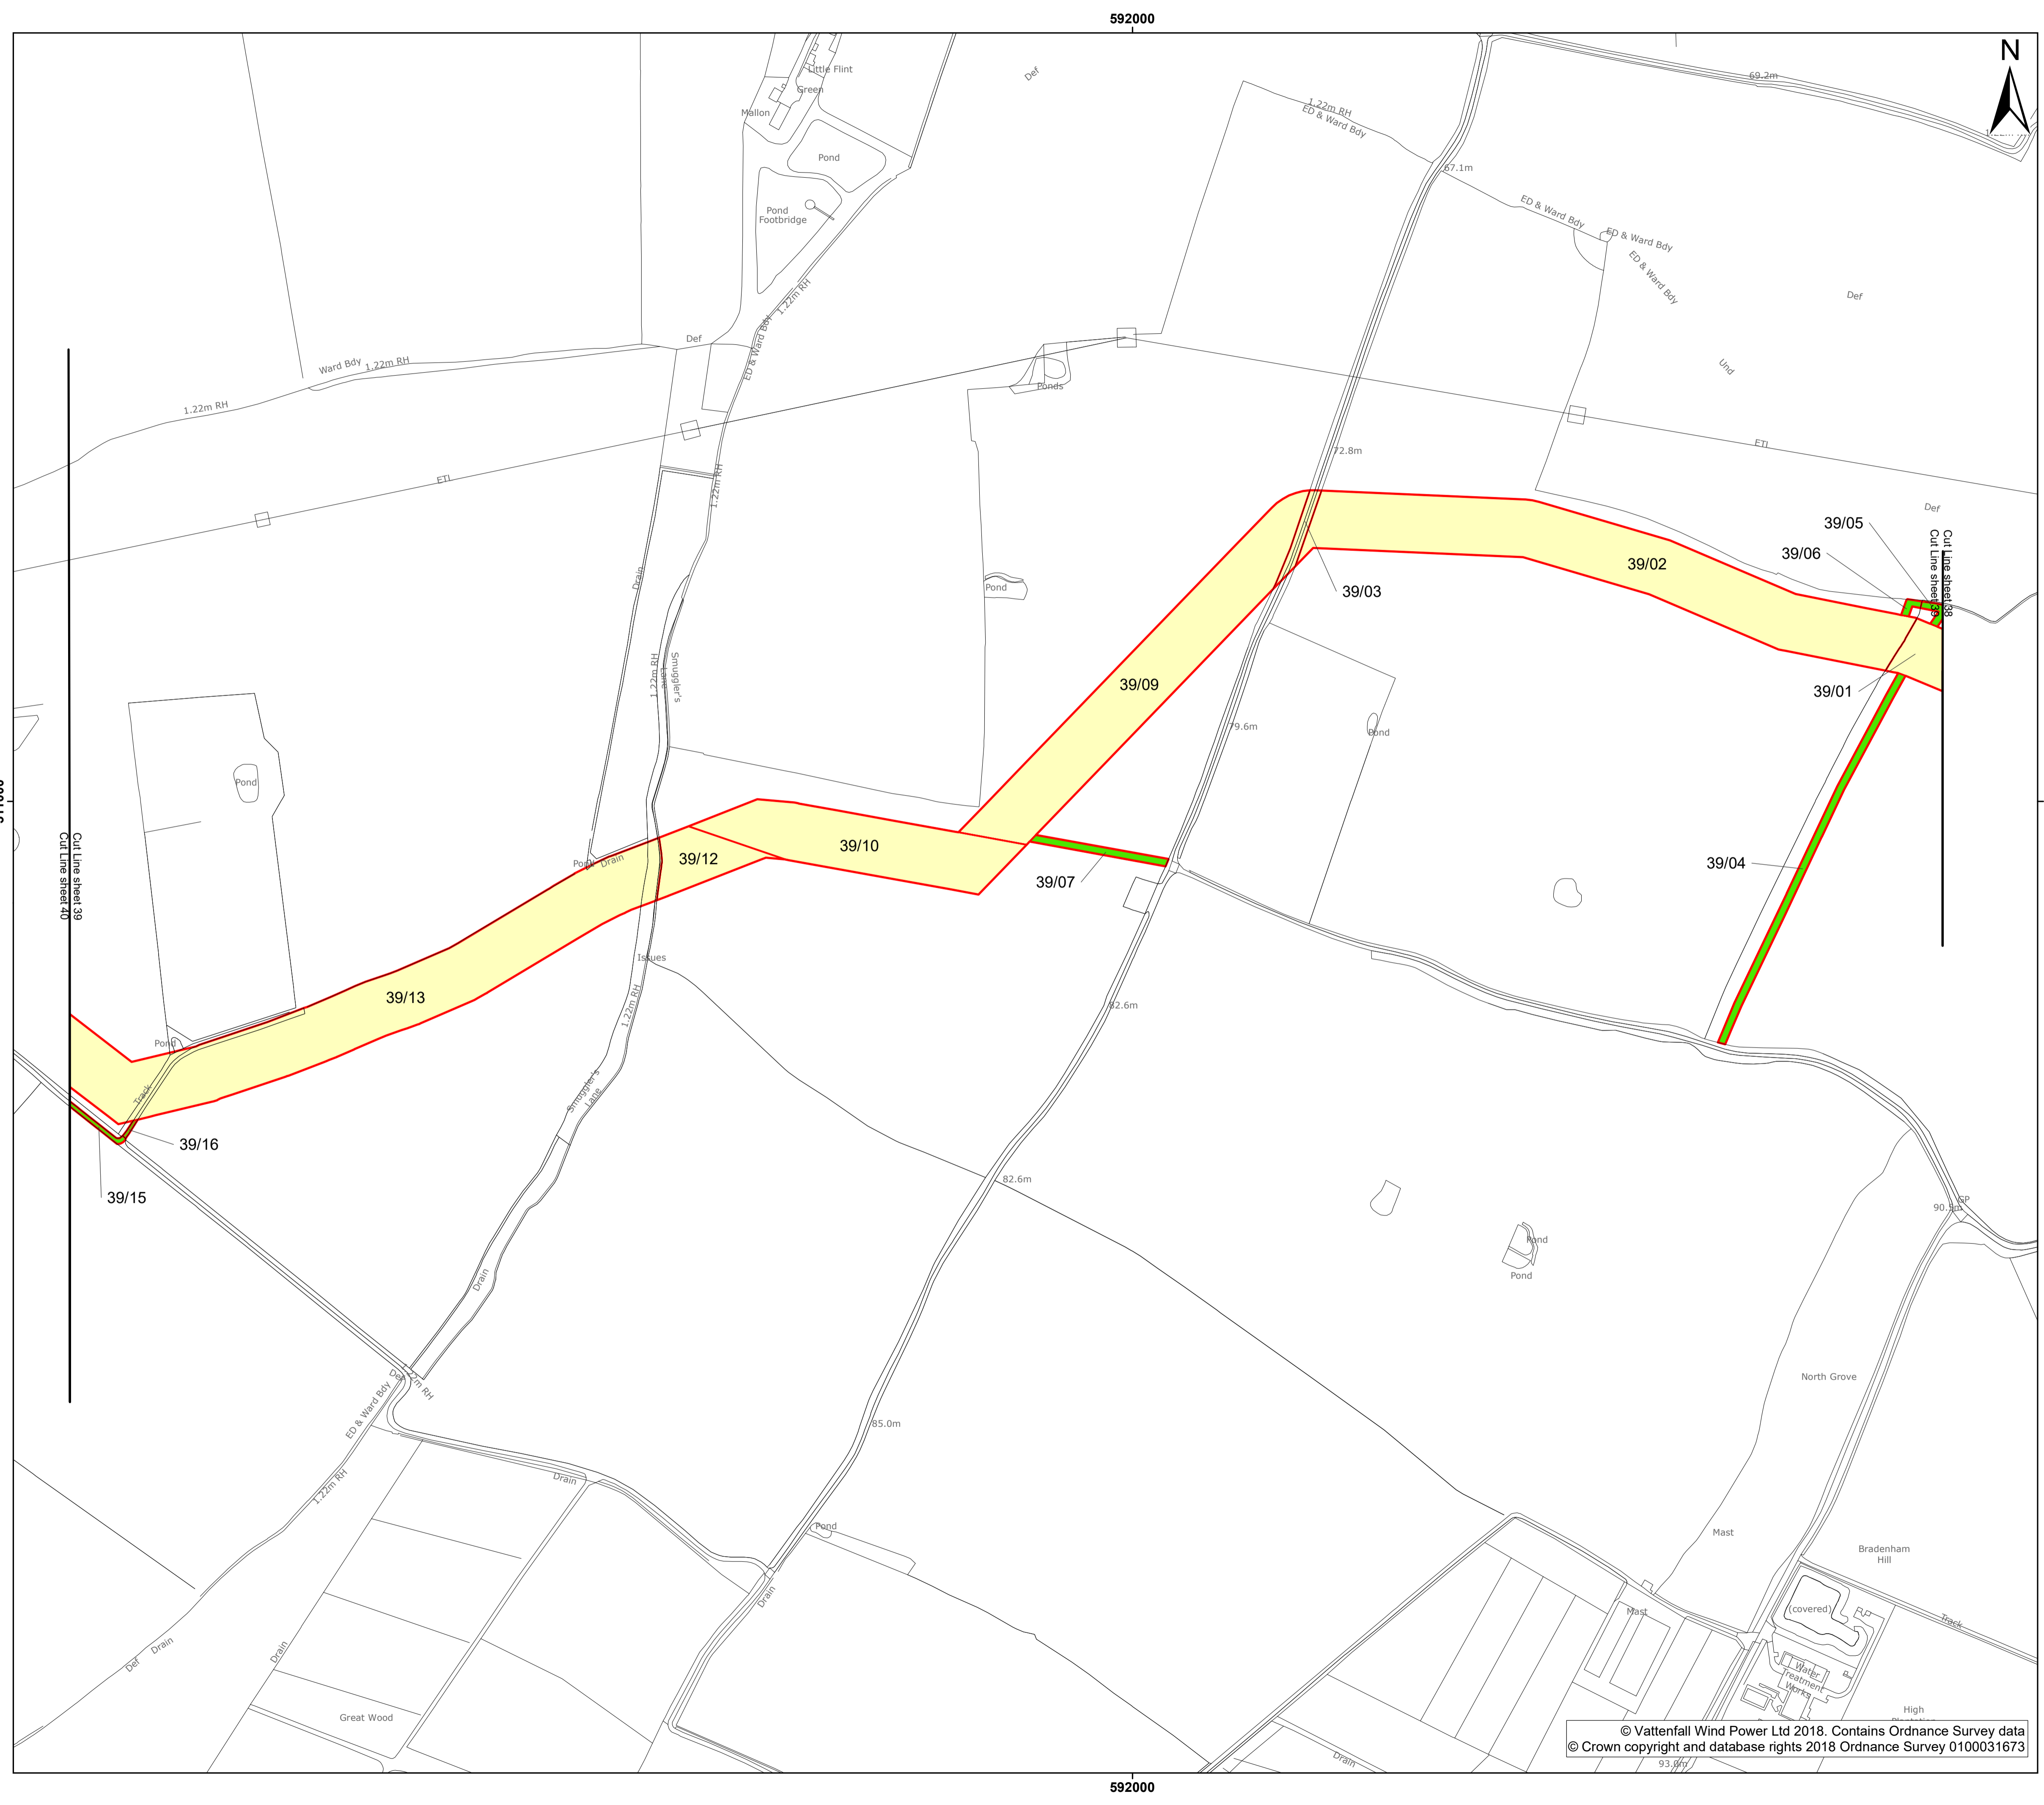 592000
N
Little Flint
Green
Mallon
Def
69.2m
1.22m RH
ED & Ward Bdy
Pond
67.1m
Pond
Footbridge
ED & Ward Bdy
ED & Ward Bdy
ED & Ward Bdy
Def
1.22m RH
ED & Ward Bdy
Def
Ward Bdy
1.22m RH
1.22m RH
Und
Ponds
ETL
72.8m
ETL
1.22m RH
Def
39/05
39/06
Cut Line sheet 38
Cut Line sheet 39
39/02
39/03
Drain
Pond
1.22m RH
Smuggler's
Lane
39/09
39/01
79.6m
Pond
Pond
39/10
39/12
Pond
Drain
39/07
39/04
Cut Line sheet 39
Cut Line sheet 40
Issues
39/13
1.22m RH
82.6m
Pond
Track
Smuggler's
Lane
39/16
39/15
82.6m
GP
90.5m
Pond
Pond
Drain
Def
1.22m RH
ED & Ward Bdy
North Grove
85.0m
1.22m RH
Drain
Pond
Mast
Bradenham
Hill
Drain
Mast
(covered)
Track
Def
Drain
Drain
Water
Treatment
Works
Great Wood
High
Drain
93.0m
© Vattenfall Wind Power Ltd 2018. Contains Ordnance Survey data
© Crown copyright and database rights 2018 Ordnance Survey 0100031673
592000